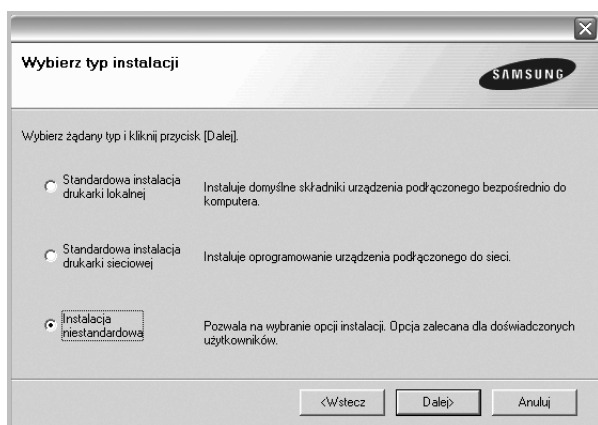 Wybierz typ instalacji
SAMSUNG
Wybierz żądany typ i kliknij przycisk [Dalej].
Standardowa instalacja
drukarki lokalnej
Instaluje domyślne składniki urządzenia podłączonego bezpośrednio do
komputera.
Standardowa instalacja
drukarki sieciowej
Instaluje oprogramowanie urządzenia podłączonego do sieci.
Instalacja
niestandardowa
Pozwala na wybranie opcji instalacji. Opcja zalecana dla doświadczonych
użytkowników.
<Wstecz
Dalej>
Anuluj